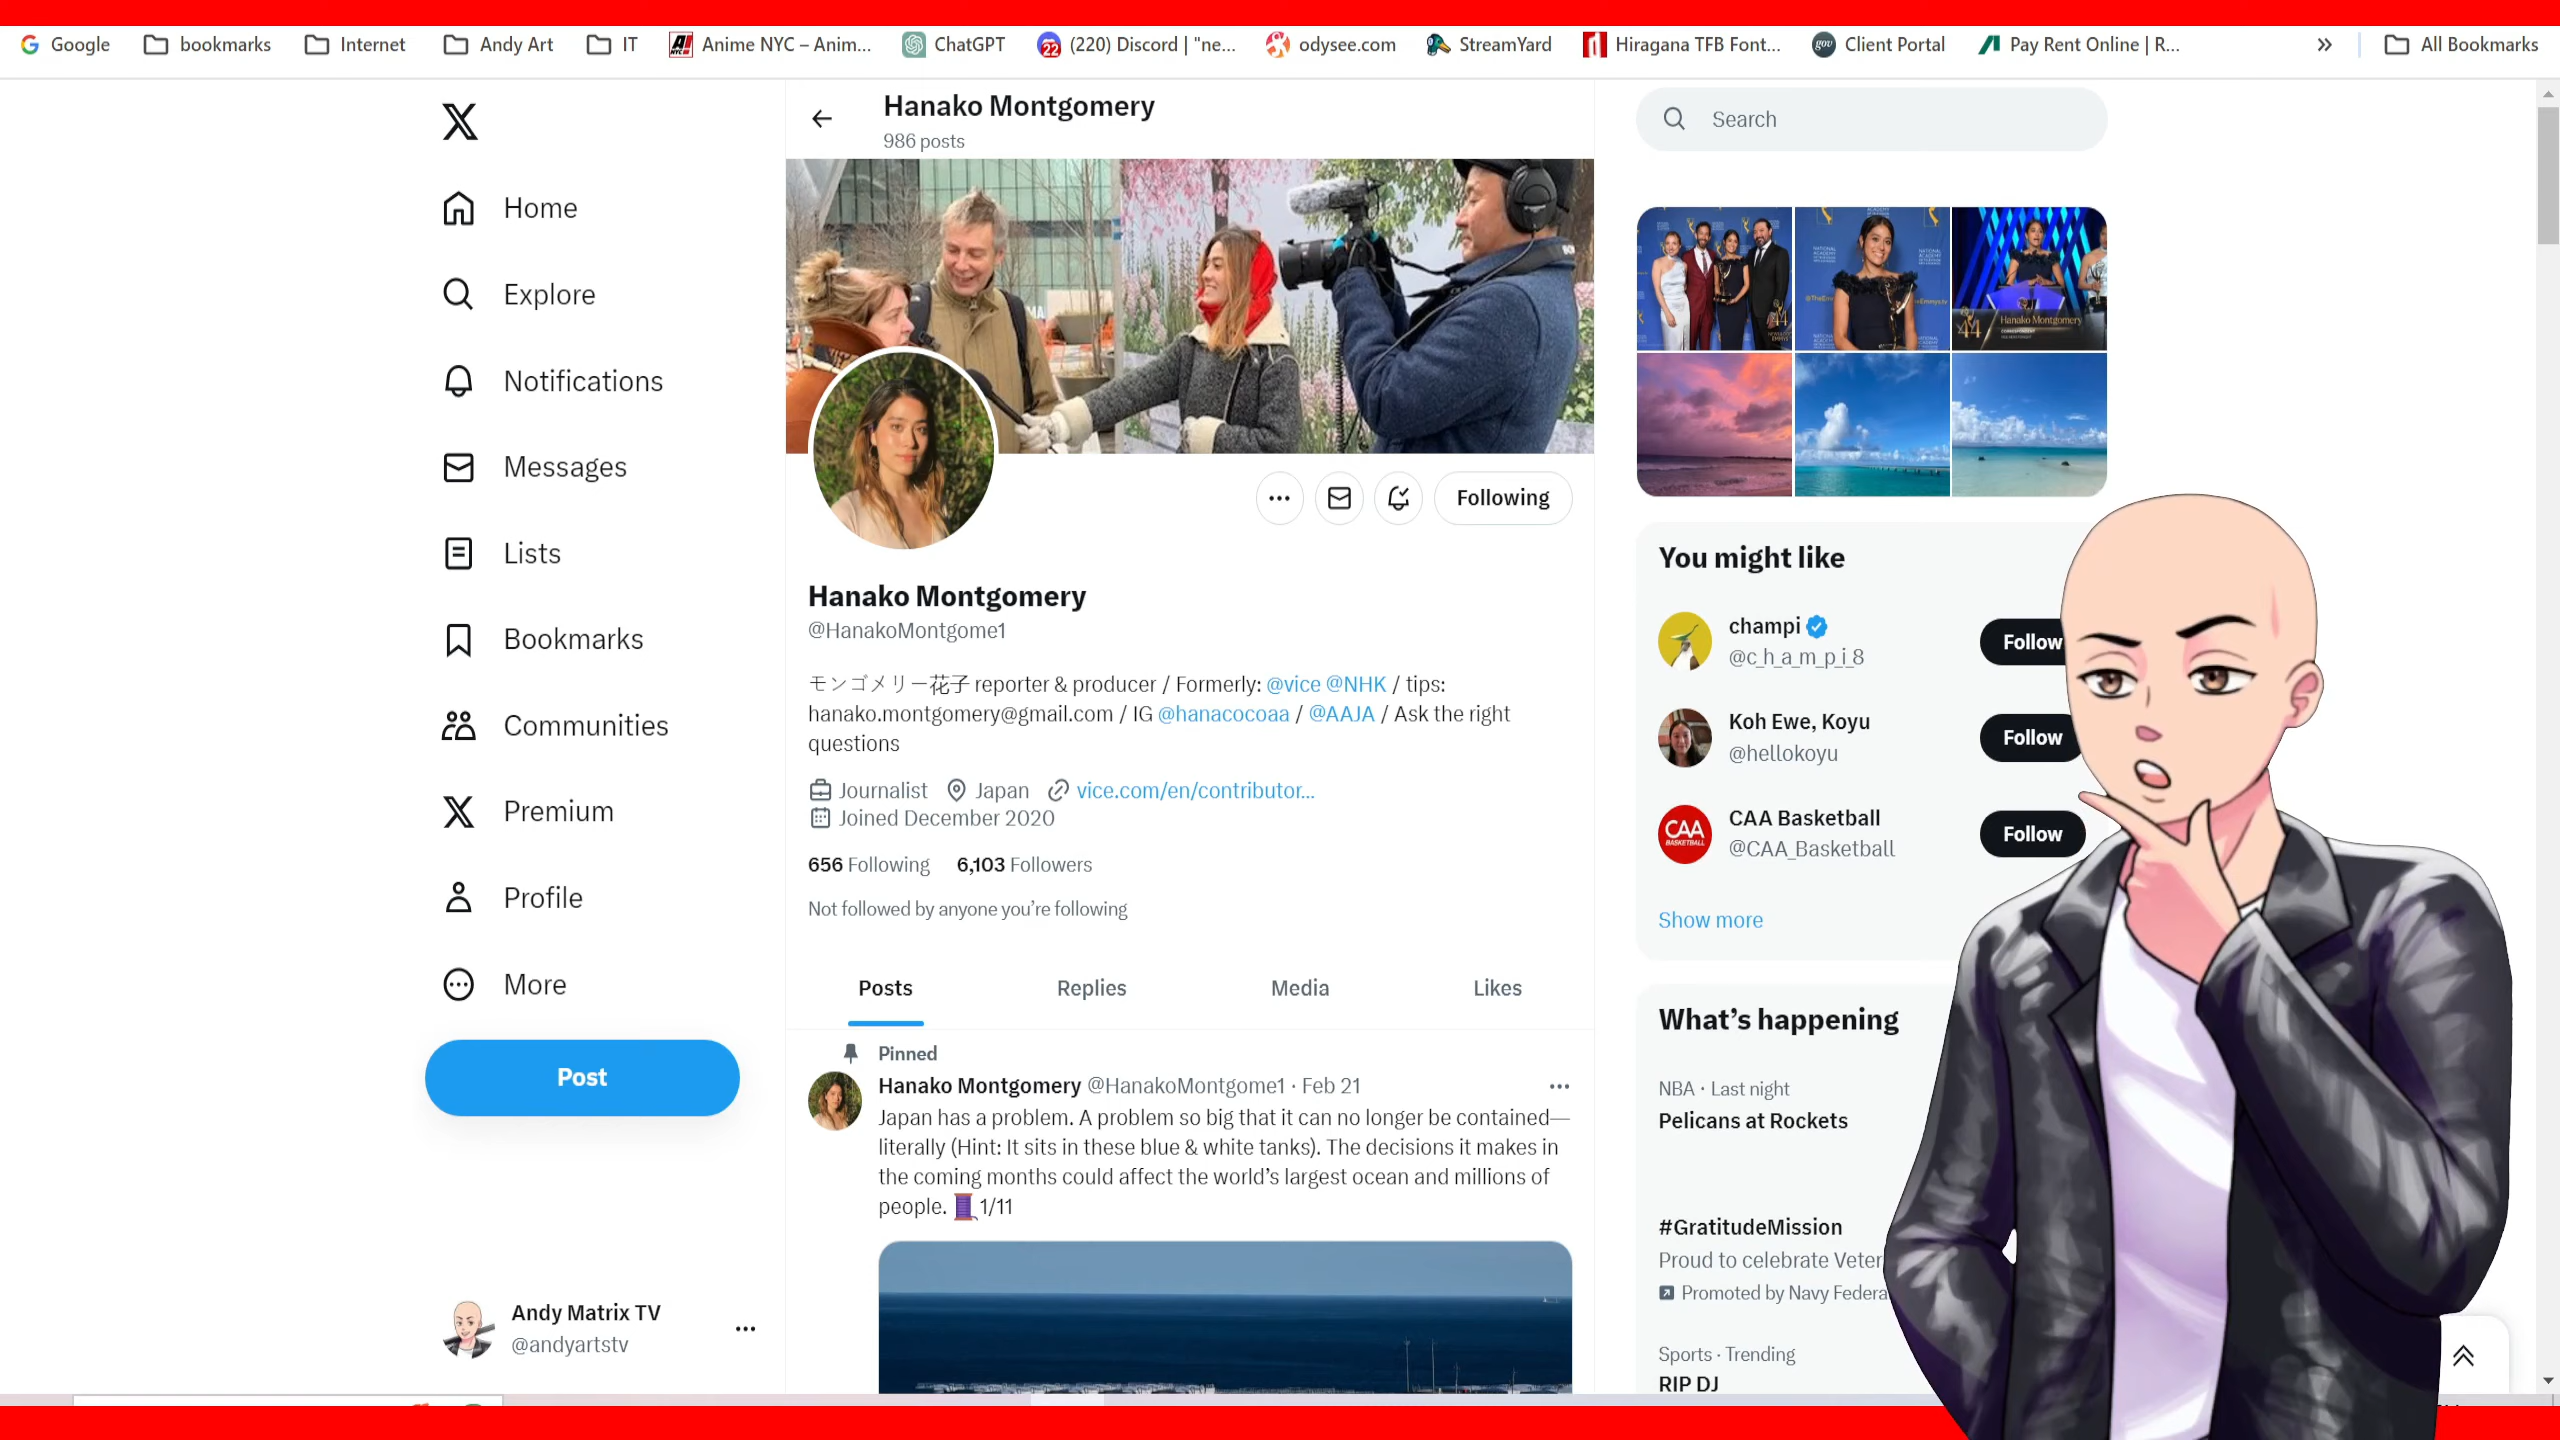 Google bookmarks Internet Andy Art IT Anime NYC – Anim... ChatGPT (220) Discord | "ne... odysee.com StreamYard Hiragana TFB Font... Client Portal Pay Rent Online | R... » All Bookmarks
Hanako Montgomery
986 posts
Search
Home
Explore
Notifications
Messages
Lists
Bookmarks
Communities
Premium
Profile
More
Post
Andy Matrix TV
@andyartstv
Following
Hanako Montgomery
@HanakoMontgome1
モンゴメリー花子 reporter & producer / Formerly: @vice @NHK / tips:
hanako.montgomery@gmail.com / IG @hanacocoaa / @AAJA / Ask the right
questions
Journalist Japan vice.com/en/contributor...
Joined December 2020
656 Following 6,103 Followers
Not followed by anyone you’re following
Posts Replies Media Likes
Pinned
Hanako Montgomery @HanakoMontgome1 · Feb 21
Japan has a problem. A problem so big that it can no longer be contained—
literally (Hint: It sits in these blue & white tanks). The decisions it makes in
the coming months could affect the world’s largest ocean and millions of
people. 🧵 1/11
44
44
Hanako Montgomery
You might like
champi
@c_h_a_m_p_i_8
Follow
Koh Ewe, Koyu
@hellokoyu
Follow
CAA
BASKETBALL
CAA Basketball
@CAA_Basketball
Follow
Show more
What’s happening
NBA · Last night
Pelicans at Rockets
#GratitudeMission
Proud to celebrate Veter
Promoted by Navy Federa
Sports · Trending
RIP DJ